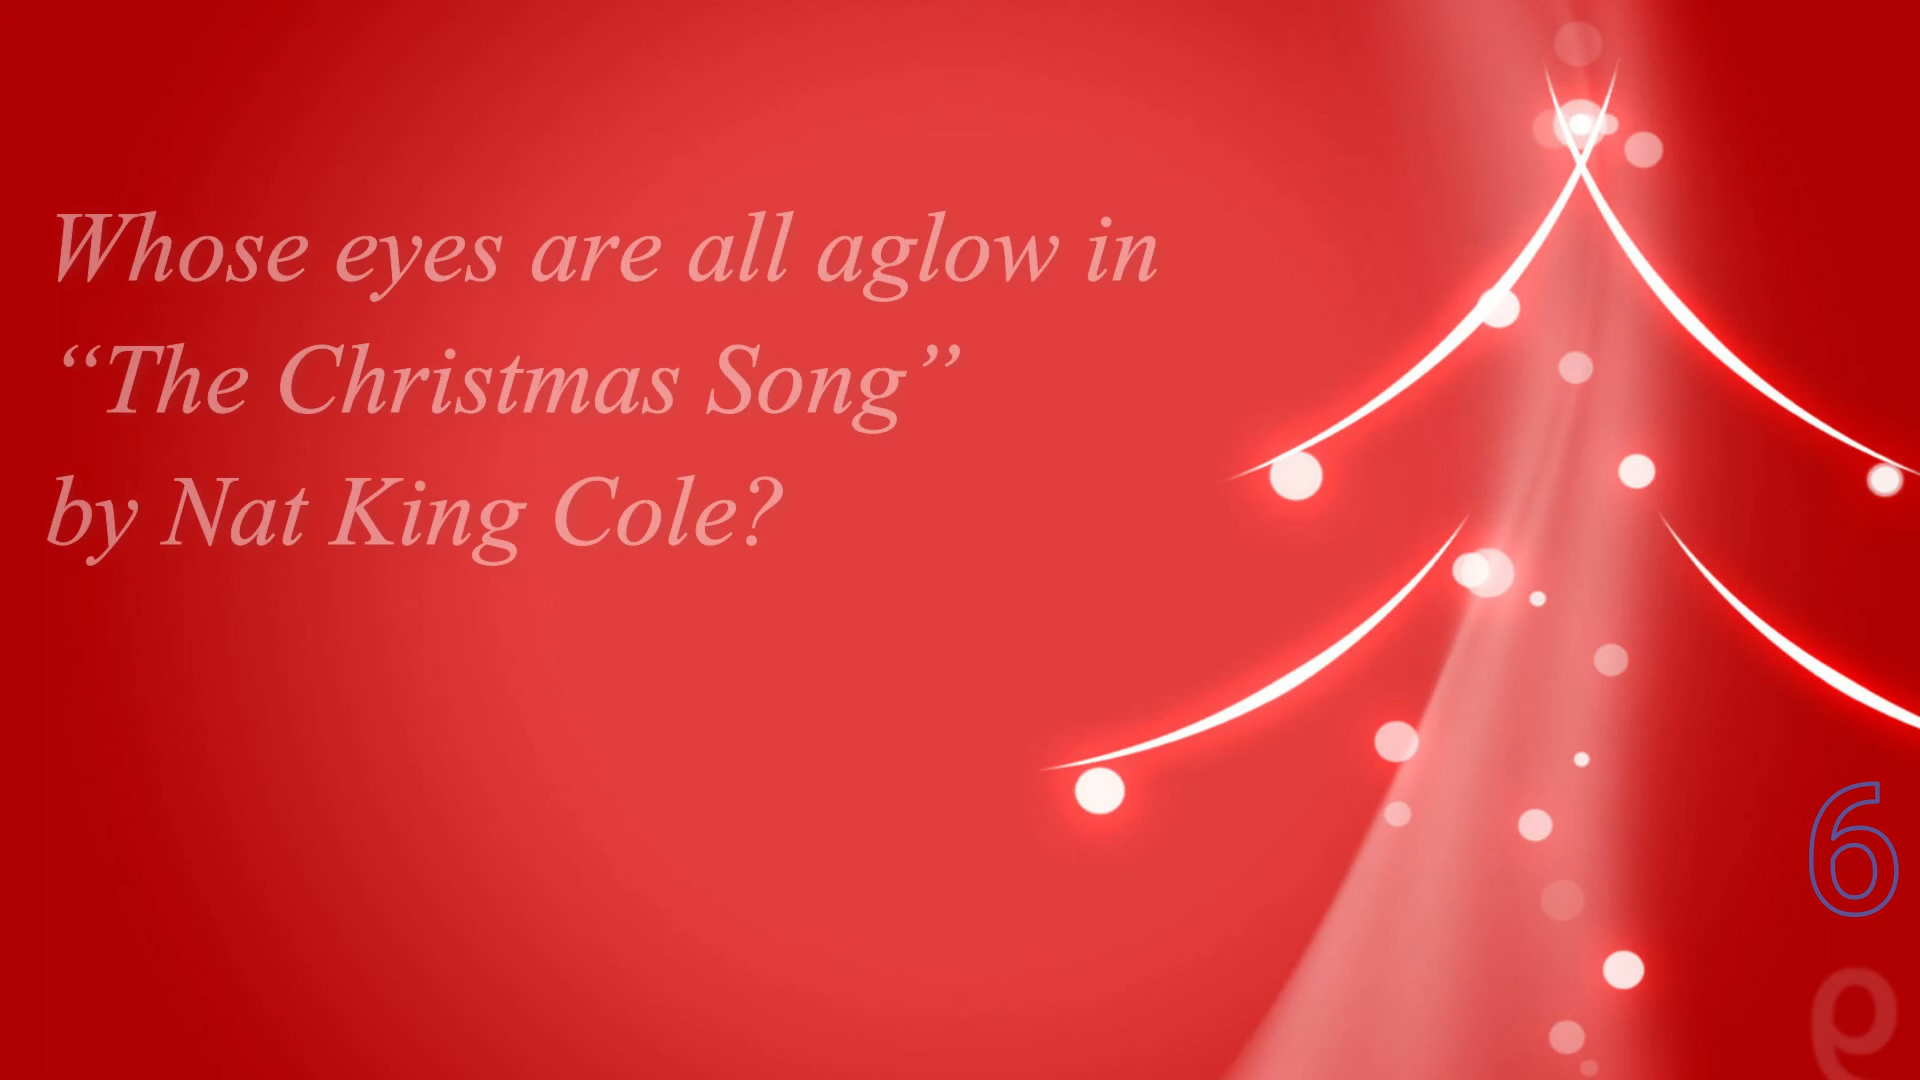 Whose eyes are all aglow in
“The Christmas Song”
by Nat King Cole?
6